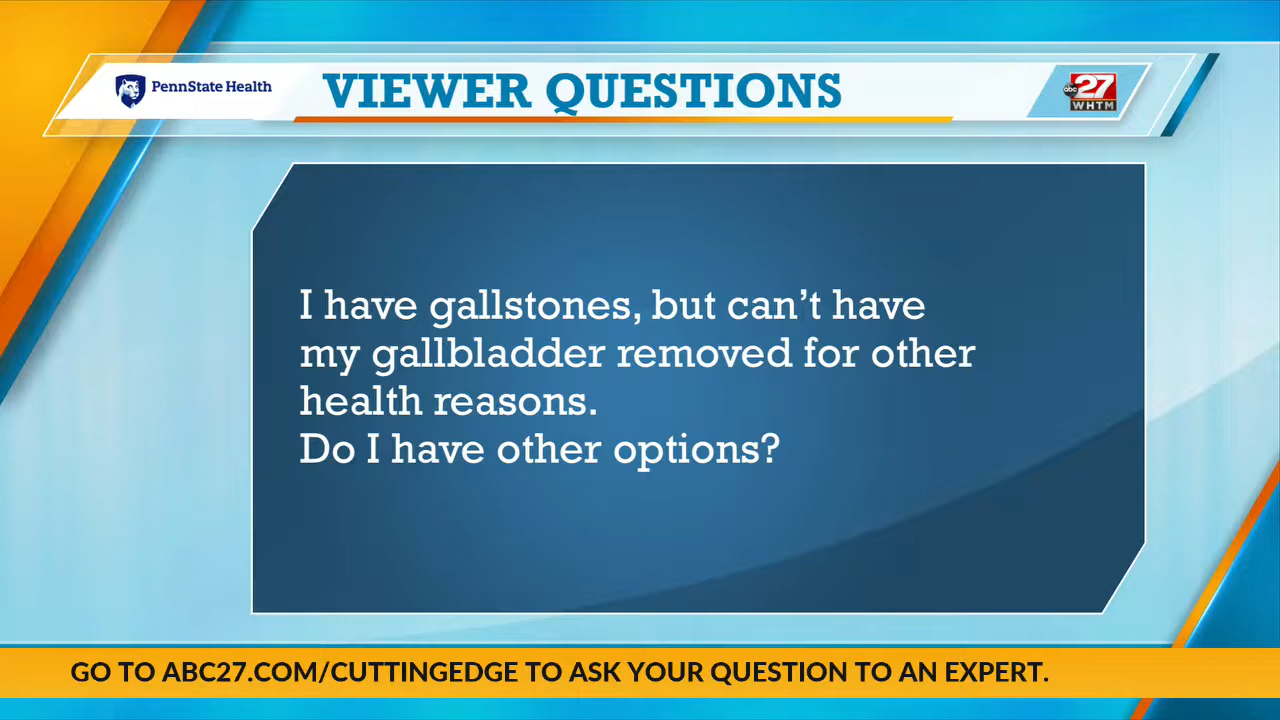 PennState Health
VIEWER QUESTIONS
abc 27
WHTM
I have gallstones, but can’t have
my gallbladder removed for other
health reasons.
Do I have other options?
GO TO ABC27.COM/CUTTINGEDGE TO ASK YOUR QUESTION TO AN EXPERT.